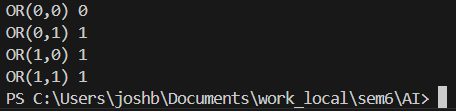 OR(0,0) 0
OR(0,1) 1
OR(1,0) 1
OR(1,1) 1
PS C:\Users\joshb\Documents\work_local\sem6\AI>